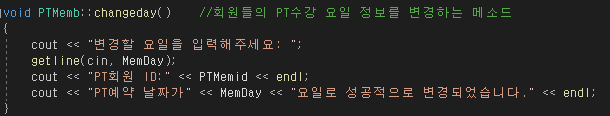 void PTMemb::changeday()    //회원들의 PT수강 요일 정보를 변경하는 메소드
{
    cout << "변경할 요일을 입력해주세요: ";
    getline(cin, MemDay);
    cout << "PT회원 ID:" << PTMemid << endl;
    cout << "PT예약 날짜가" << MemDay << "요일로 성공적으로 변경되었습니다." << endl;
}